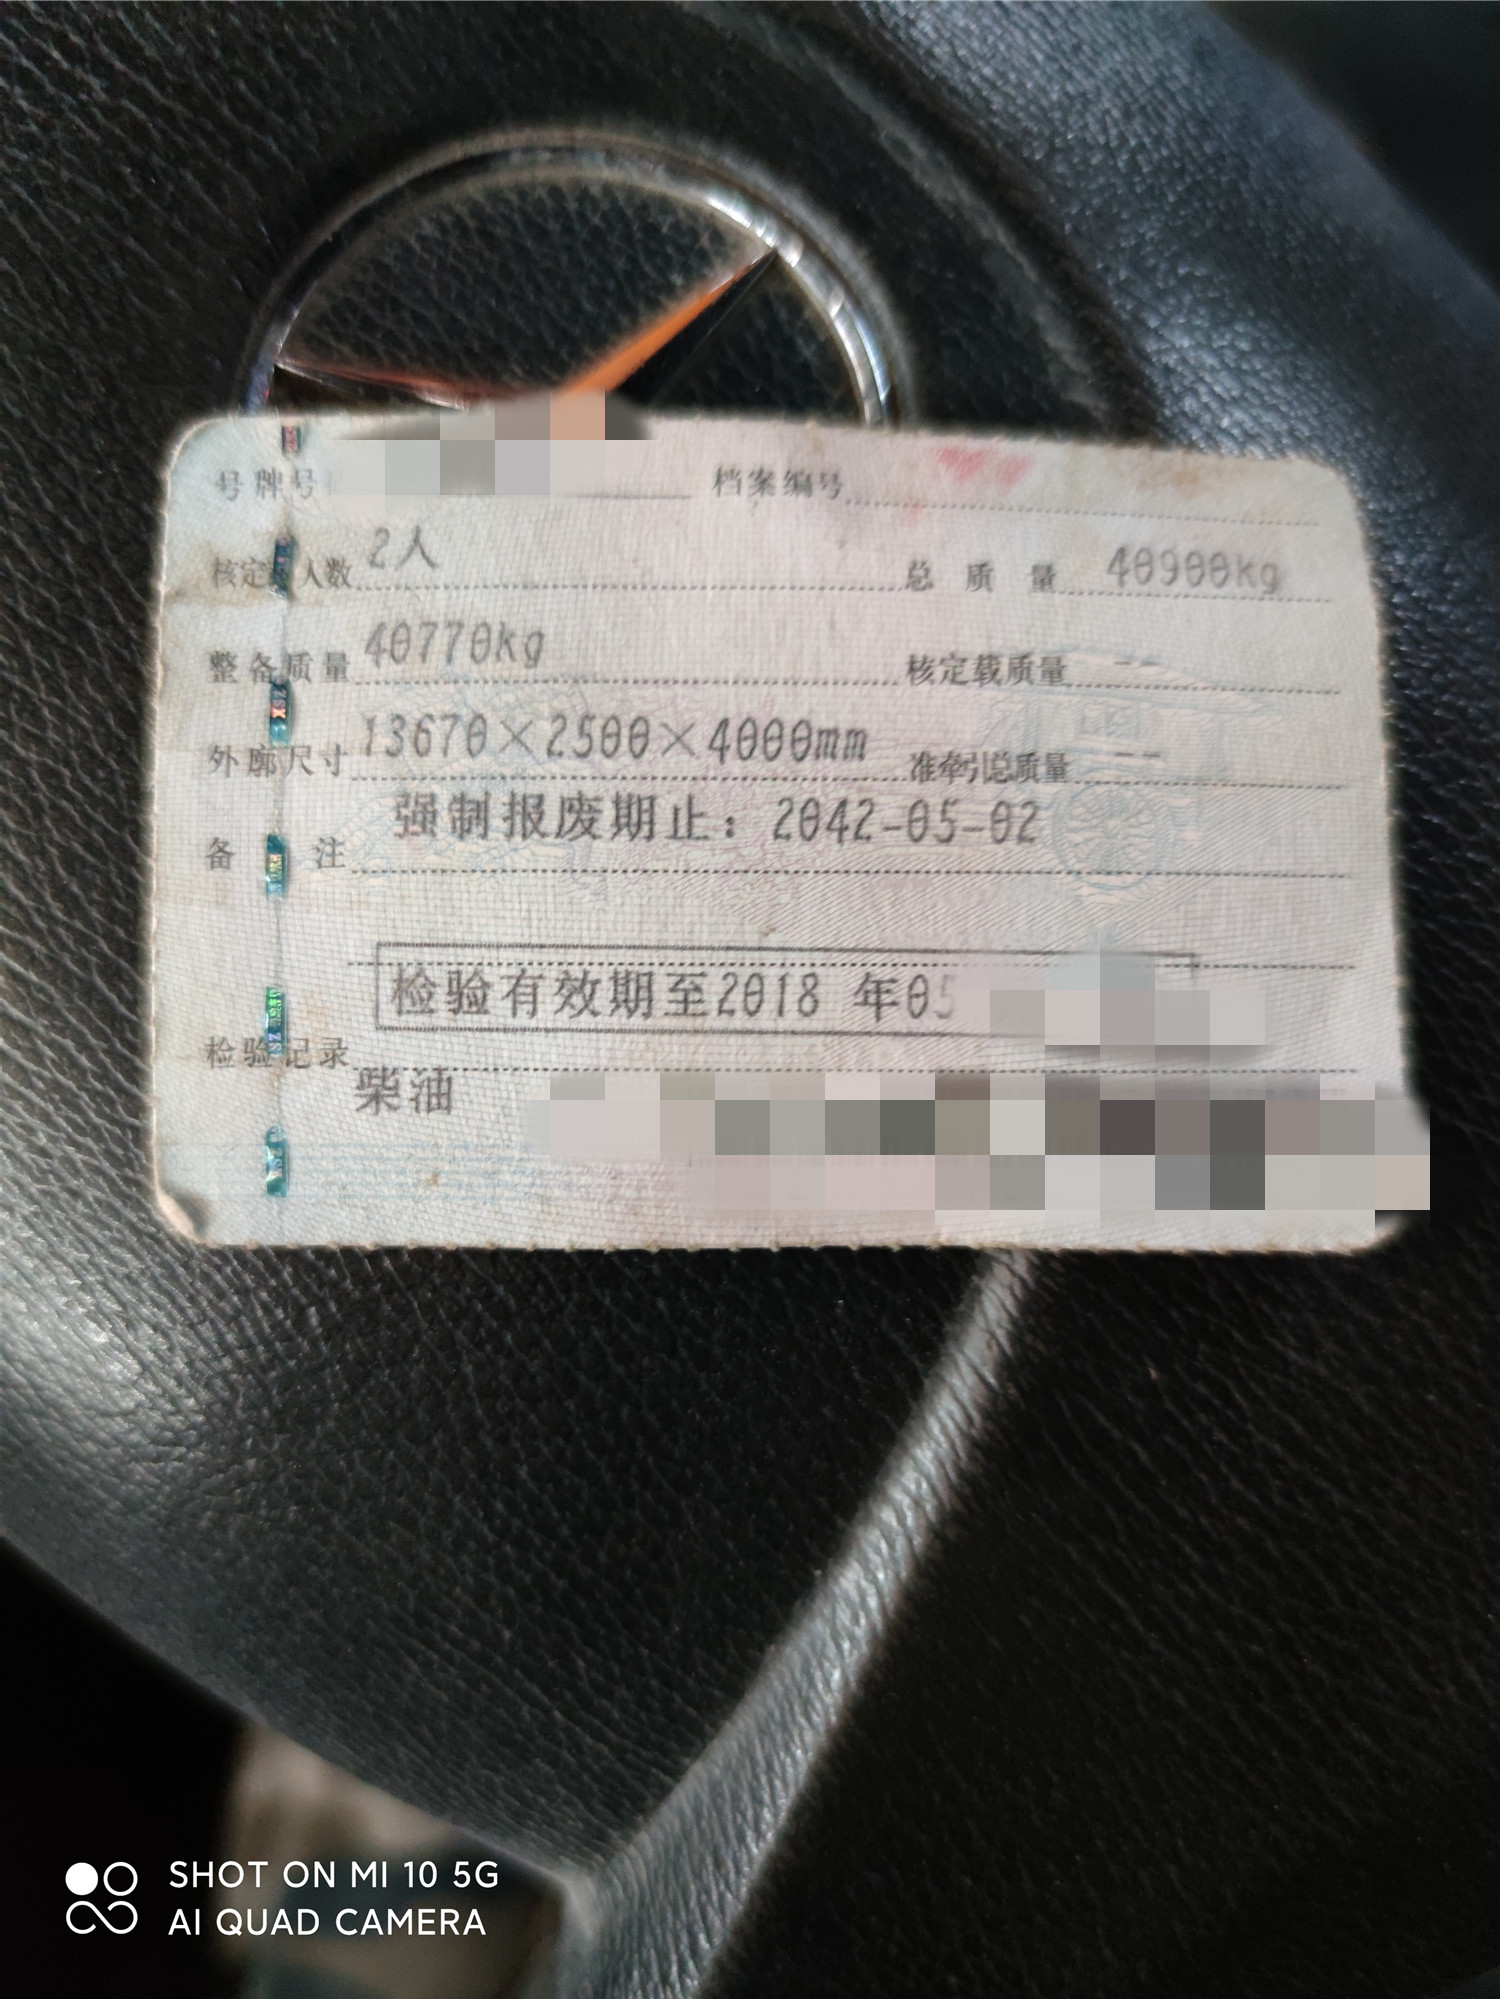 号牌号
档案编号
核定 人数 2人 总质量 40900kg
整备质量 40770kg 核定载质量 --
外廓尺寸 13670×2500×4000mm 准牵引总质量 --
备注 强制报废期止：2042-05-02
检验有效期至2018 年05
检验记录
柴油
SHOT ON MI 10 5G
AI QUAD CAMERA